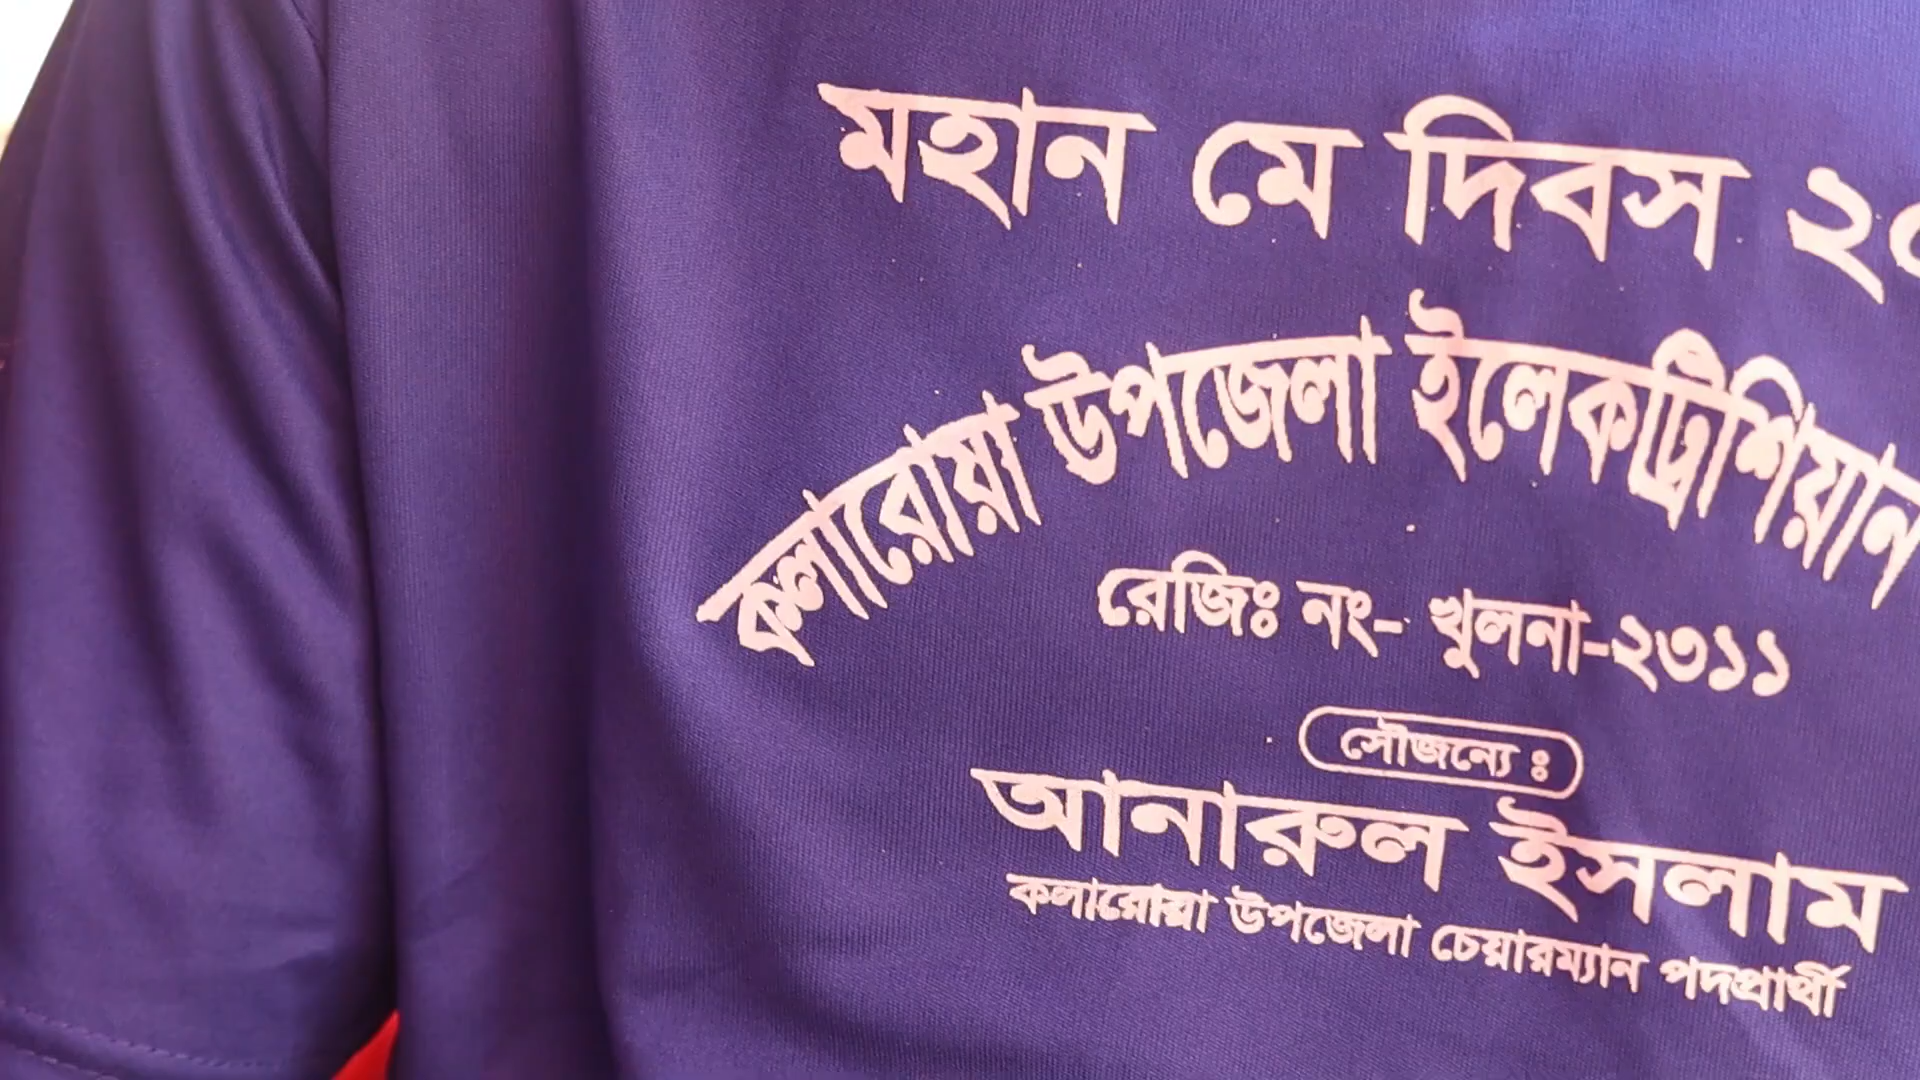 মহান মে দিবস ২০
কলারোয়া উপজেলা ইলেকট্রিশিয়ান
রেজিঃ নং- খুলনা-২৩১১
সৌজন্যে ঃ
আনারুল ইসলাম
কলারোয়া উপজেলা চেয়ারম্যান পদপ্রার্থী